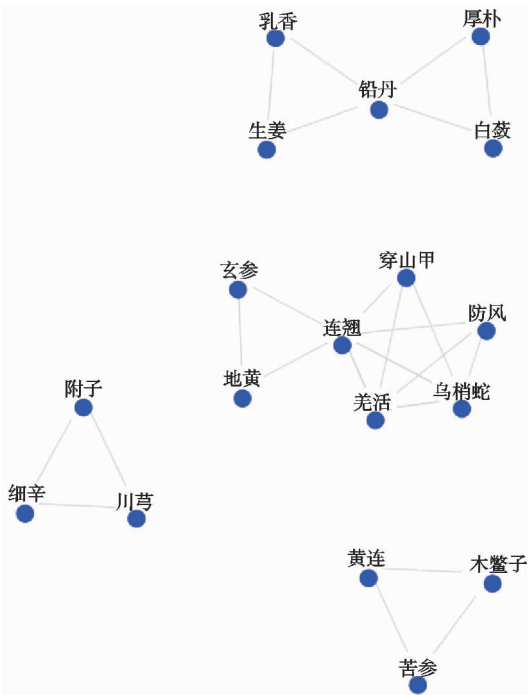 乳香
厚朴
铅丹
生姜
白蔹
玄参
穿山甲
防风
连翘
地黄
羌活
乌梢蛇
附子
细辛
川芎
黄连
木鳖子
苦参